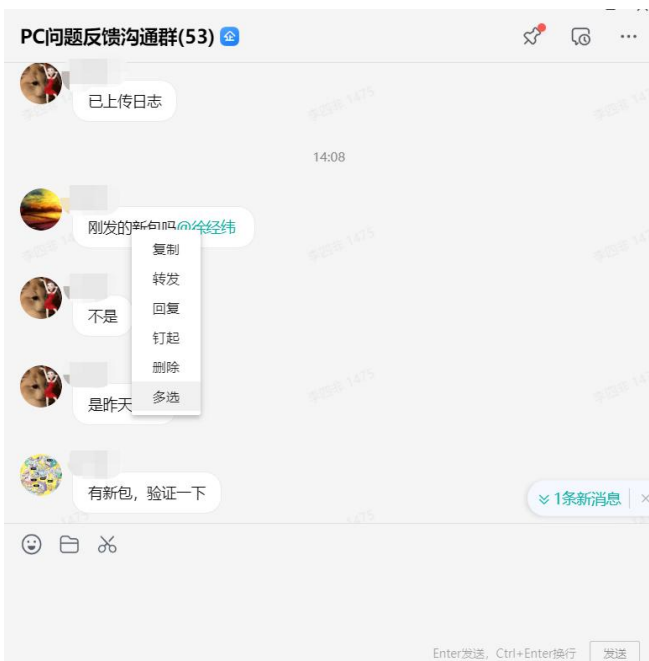 PC问题反馈沟通群(53)
已上传日志
14:08
刚发的新包吗@徐经纬
复制
转发
不是
回复
钉起
删除
是昨天
多选
有新包，验证一下
1条新消息
Enter发送，Ctrl+Enter换行
发送